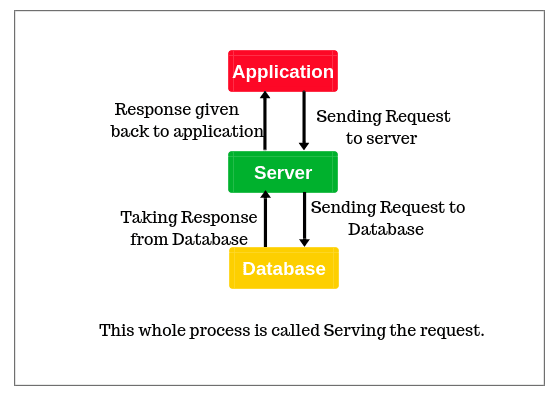 Application
Response given
back to application
Sending Request
to server
Server
Taking Response
from Database
Sending Request to
Database
Database
This whole process is called Serving the request.